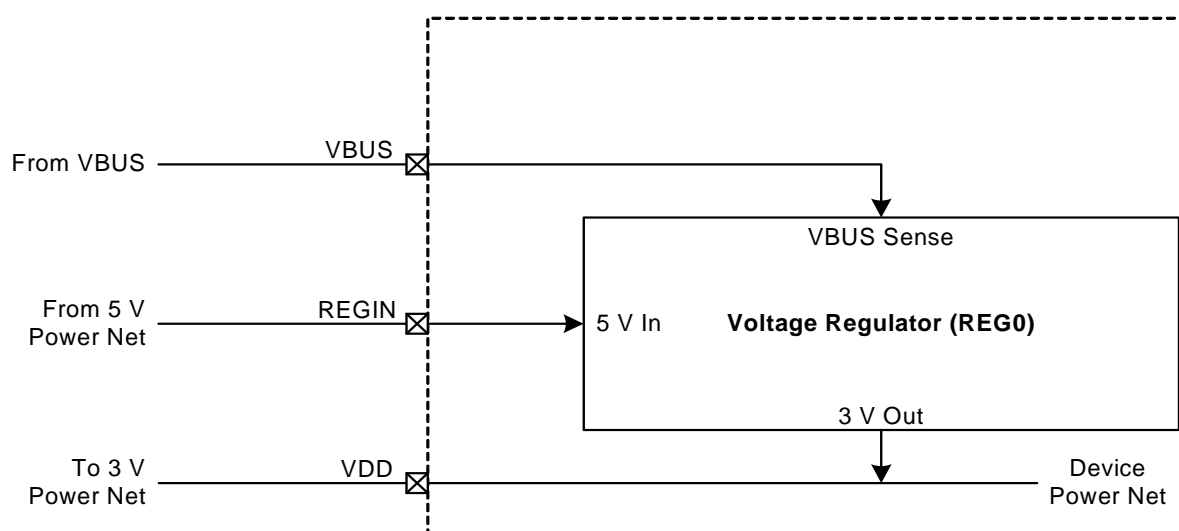 VBUS
From VBUS
VBUS Sense
REGIN
From 5 V
Power Net
5 V In
Voltage Regulator (REG0)
3 V Out
VDD
To 3 V
Power Net
Device
Power Net